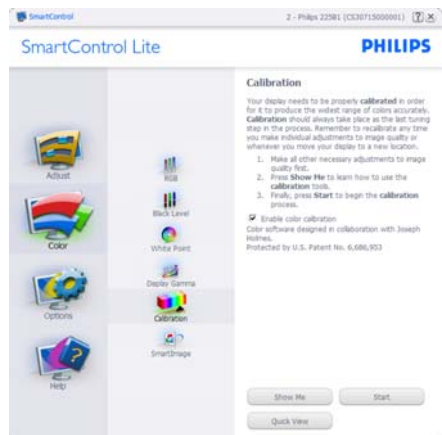 SmartControl
2 - Philips 225B1 (CS30715000001)
SmartControl Lite
PHILIPS
Adjust
Color
Options
Help
RGB
Black Level
White Point
Display Gamma
Calibration
SmartImage
Calibration
Your display needs to be properly calibrated in order
for it to produce the widest range of colors accurately.
Calibration should always take place as the last tuning
step in the process. Remember to recalibrate any time
you make individual adjustments to image quality or
whenever you move your display to a new location.
1. Make all other necessary adjustments to image
quality first.
2. Press Show Me to learn how to use the
calibration tools.
3. Finally, press Start to begin the calibration
process.
Enable color calibration
Color software designed in collaboration with Joseph
Holmes.
Protected by U.S. Patent No. 6,686,953
Show Me
Start
Quick View